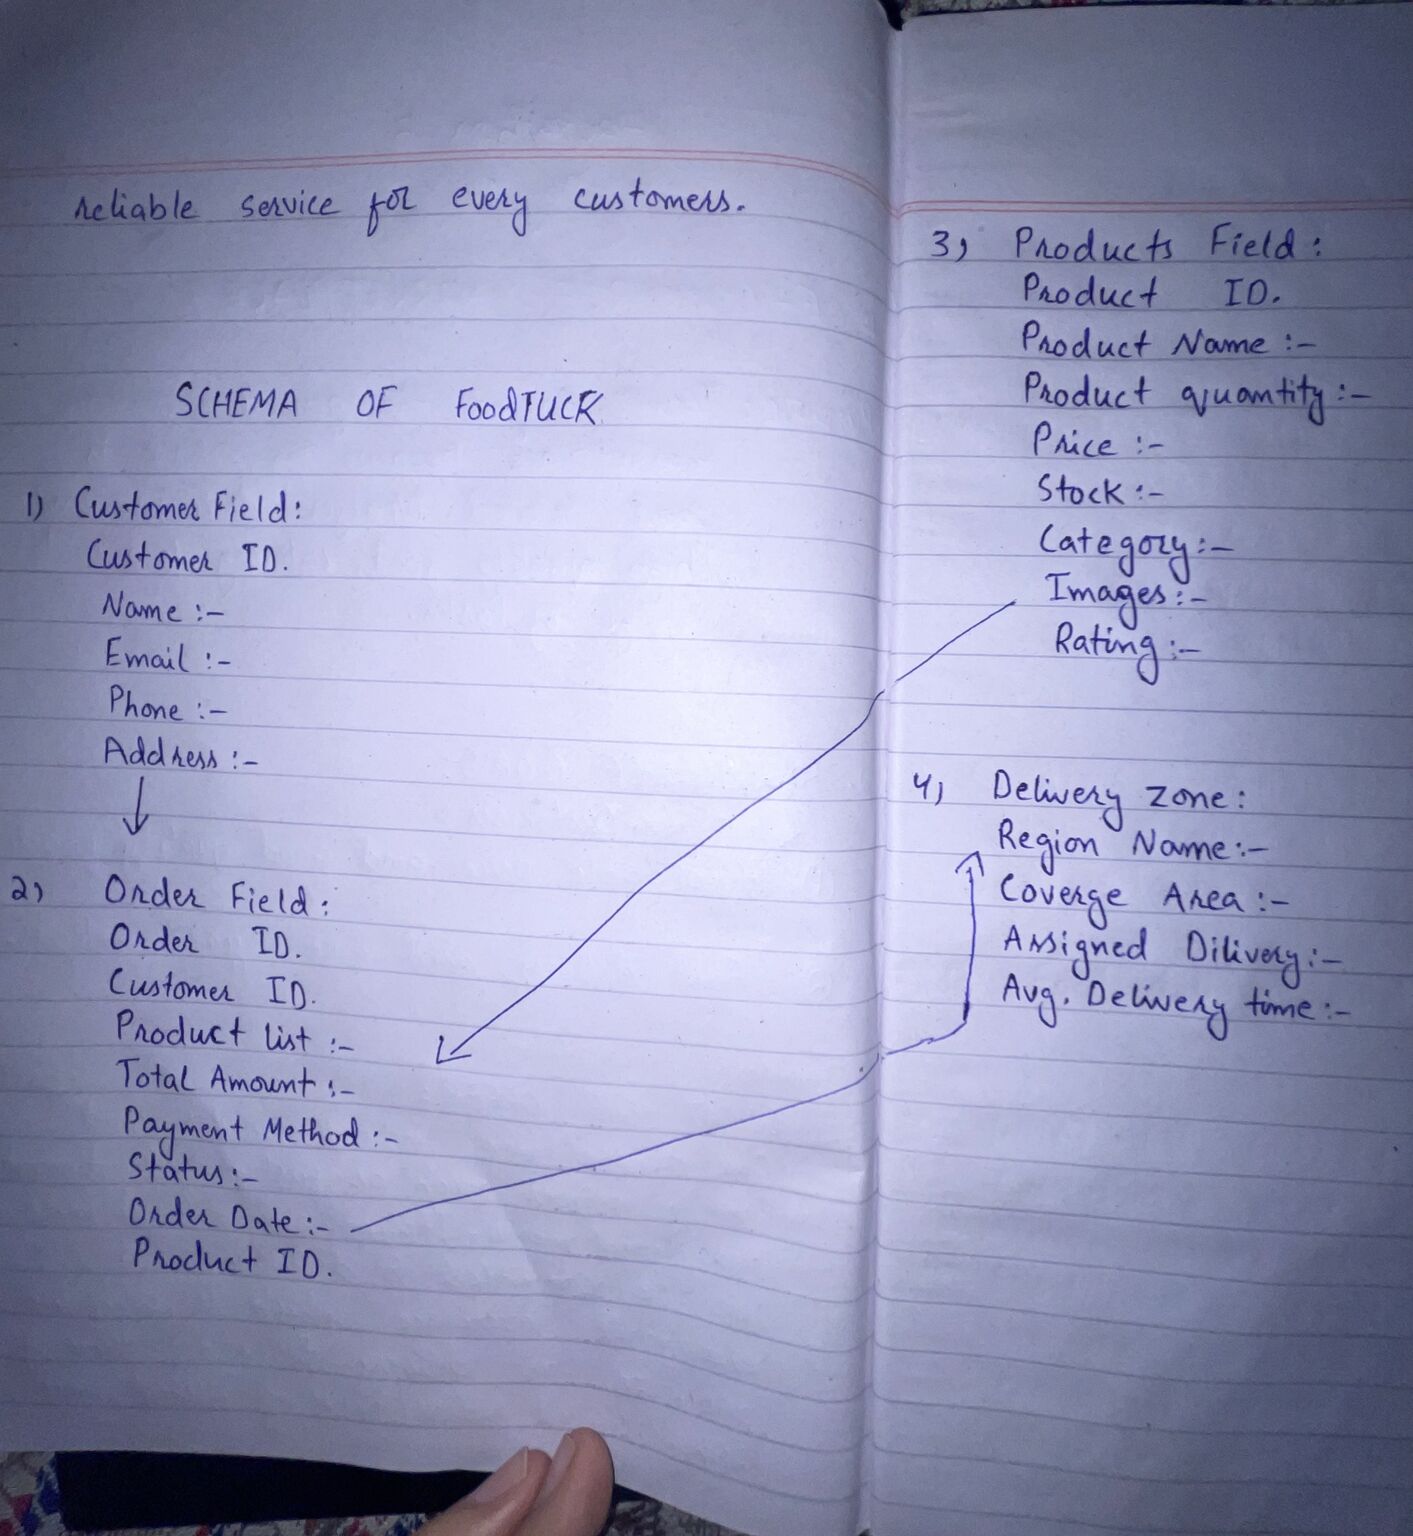 reliable service for every customers.
SCHEMA OF FOODTUCK
1) Customer Field:
Customer ID.
Name :-
Email :-
Phone :-
Address :-
2) Order Field:
Order ID.
Customer ID.
Product list :-
Total Amount :-
Payment Method :-
Status :-
Order Date :-
Product ID.
3) Products Field:
Product ID.
Product Name :-
Product quantity :-
Price :-
Stock :-
Category :-
Images :-
Rating :-
4) Delivery Zone:
Region Name :-
Coverge Area :-
Assigned Dilivery :-
Avg. Delivery time :-